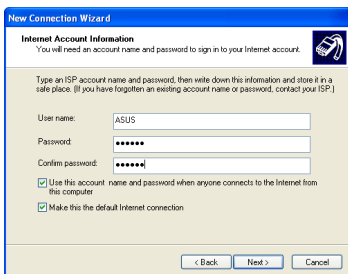 New Connection Wizard
Internet Account Information
You will need an account name and password to sign in to your Internet account.
Type an ISP account name and password, then write down this information and store it in a
safe place. (If you have forgotten an existing account name or password, contact your ISP.)
User name: ASUS
Password: ●●●●●●
Confirm password: ●●●●●●
Use this account name and password when anyone connects to the Internet from
this computer
Make this the default Internet connection
< Back Next > Cancel